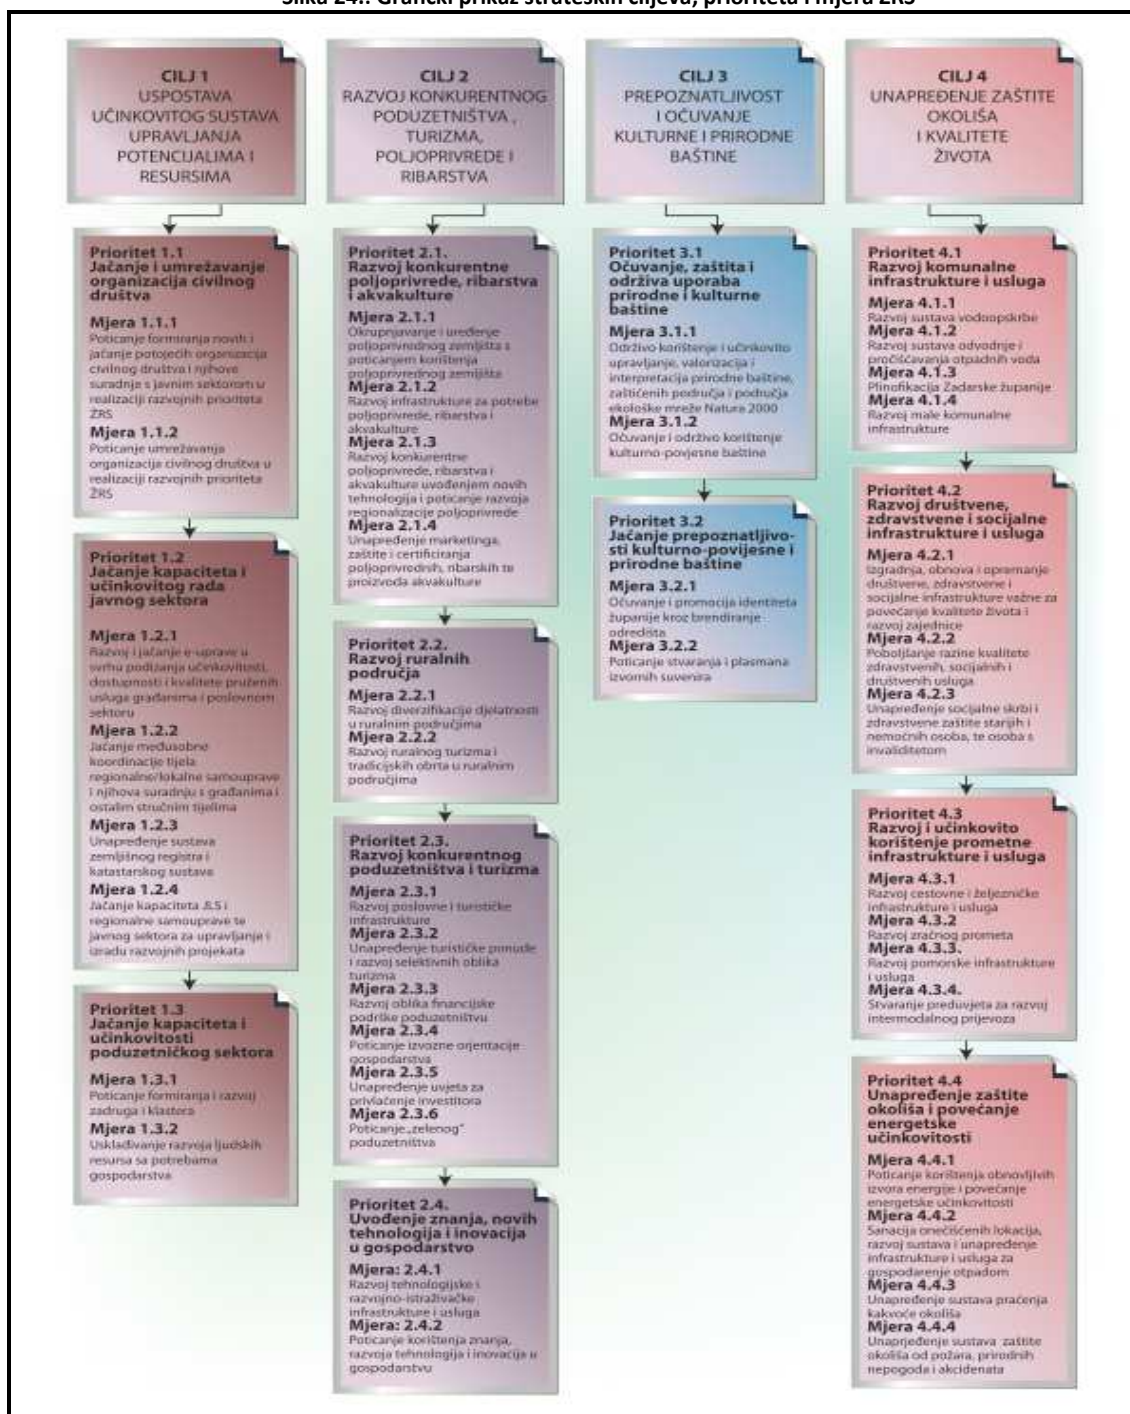 Slika 24.: Grafički prikaz strateških ciljeva, prioriteta i mjera ŽRS
CILJ 1
USPOSTAVA
UČINKOVITOG SUSTAVA
UPRAVLJANJA
POTENCIJALIMA I
RESURSIMA
Prioritet 1.1
Jačanje i umrežavanje
organizacija civilnog
društva
Mjera 1.1.1
Poticanje formiranja novih i
jačanje potojećih organizacija
civilnog društva i njihove
suradnje s javnim sektorom u
realizaciji razvojnih prioriteta
ŽRS
Mjera 1.1.2
Poticanje umrežavanja
organizacija civilnog društva u
realizaciji razvojnih prioriteta
ŽRS
Prioritet 1.2
Jačanje kapaciteta i
učinkovitog rada
javnog sektora
Mjera 1.2.1
Razvoj i jačanje e-uprave u
svrhu podizanja učinkovitosti,
dostupnosti i kvalitete pruženih
usluga građanima i poslovnom
sektoru
Mjera 1.2.2
Jačanje međusobne
koordinacije tijela
regionalne/lokalne samouprave
i njihova suradnju s građanima i
ostalim stručnim tijelima
Mjera 1.2.3
Unapređenje sustava
zemljišnog registra i
katastarskog sustava
Mjera 1.2.4
Jačanje kapaciteta JLS i
regionalne samouprave te
javnog sektora za upravljanje i
izradu razvojnih projekata
Prioritet 1.3
Jačanje kapaciteta i
učinkovitosti
poduzetničkog sektora
Mjera 1.3.1
Poticanje formiranja i razvoj
zadruga i klastera
Mjera 1.3.2
Usklađivanje razvoja ljudskih
resursa sa potrebama
gospodarstva
CILJ 2
RAZVOJ KONKURENTNOG
PODUZETNIŠTVA ,
TURIZMA,
POLJOPRIVREDE I
RIBARSTVA
Prioritet 2.1.
Razvoj konkurentne
poljoprivrede, ribarstva
i akvakulture
Mjera 2.1.1
Okrupnjavanje i uređenje
poljoprivrednog zemljišta s
poticanjem korištenja
poljoprivrednog zemljišta
Mjera 2.1.2
Razvoj infrastrukture za potrebe
poljoprivrede, ribarstva i
akvakulture
Mjera 2.1.3
Razvoj konkurentne
poljoprivrede, ribarstva i
akvakulture uvođenjem novih
tehnologija i poticanje razvoja
regionalizacije poljoprivrede
Mjera 2.1.4
Unapređenje marketinga,
zaštite i certificiranja
poljoprivrednih, ribarskih te
proizvoda akvakulture
Prioritet 2.2.
Razvoj ruralnih
područja
Mjera 2.2.1
Razvoj diverzifikacije djelatnosti
u ruralnim područjima
Mjera 2.2.2
Razvoj ruralnog turizma i
tradicijskih obrta u ruralnim
područjima
Prioritet 2.3.
Razvoj konkurentnog
poduzetništva i turizma
Mjera 2.3.1
Razvoj poslovne i turističke
infrastrukture
Mjera 2.3.2
Unapređenje turističke ponude
i razvoj selektivnih oblika
turizma
Mjera 2.3.3
Razvoj oblika financijske
podrške poduzetništvu
Mjera 2.3.4
Poticanje izvozne orjentacije
gospodarstva
Mjera 2.3.5
Unapređenje uvjeta za
privlačenje investitora
Mjera 2.3.6
Poticanje „zelenog"
poduzetništva
Prioritet 2.4.
Uvođenje znanja, novih
tehnologija i inovacija
u gospodarstvo
Mjera: 2.4.1
Razvoj tehnologijske i
razvojno-istraživačke
infrastrukture i usluga
Mjera: 2.4.2
Poticanje korištenja znanja,
razvoja tehnologija i inovacija u
gospodarstvu
CILJ 3
PREPOZNATLJIVOST
I OČUVANJE
KULTURNE I PRIRODNE
BAŠTINE
Prioritet 3.1
Očuvanje, zaštita i
održiva uporaba
prirodne i kulturne
baštine
Mjera 3.1.1
Održivo korištenje i učinkovito
upravljanje, valorizacija i
interpretacija prirodne baštine,
zaštićenih područja i područja
ekološke mreže Natura 2000
Mjera 3.1.2
Očuvanje i održivo korištenje
kulturno-povjesne baštine
Prioritet 3.2
Jačanje prepoznatljivo-
sti kulturno-povijesne i
prirodne baštine
Mjera 3.2.1
Očuvanje i promocija identiteta
županije kroz brendiranje
odredišta
Mjera 3.2.2
Poticanje stvaranja i plasmana
izvornih suvenira
CILJ 4
UNAPREĐENJE ZAŠTITE
OKOLIŠA
I KVALITETE
ŽIVOTA
Prioritet 4.1
Razvoj komunalne
infrastrukture i usluga
Mjera 4.1.1
Razvoj sustava vodoopskrbe
Mjera 4.1.2
Razvoj sustava odvodnje i
pročišćavanja otpadnih voda
Mjera 4.1.3
Plinofikacija Zadarske županije
Mjera 4.1.4
Razvoj male komunalne
infrastrukture
Prioritet 4.2
Razvoj društvene,
zdravstvene i socijalne
infrastrukture i usluga
Mjera 4.2.1
Izgradnja, obnova i opremanje
društvene, zdravstvene i
socijalne infrastrukture važne za
povećanje kvalitete života i
razvoj zajednice
Mjera 4.2.2
Poboljšanje razine kvalitete
zdravstvenih, socijalnih i
društvenih usluga
Mjera 4.2.3
Unapređenje socijalne skrbi i
zdravstvene zaštite starijih i
nemoćnih osoba, te osoba s
invaliditetom
Prioritet 4.3
Razvoj i učinkovito
korištenje prometne
infrastrukture i usluga
Mjera 4.3.1
Razvoj cestovne i željezničke
infrastrukture i usluga
Mjera 4.3.2
Razvoj zračnog prometa
Mjera 4.3.3.
Razvoj pomorske infrastrukture
i usluga
Mjera 4.3.4.
Stvaranje preduvjeta za razvoj
intermodalnog prijevoza
Prioritet 4.4
Unapređenje zaštite
okoliša i povećanje
energetske
učinkovitosti
Mjera 4.4.1
Poticanje korištenja obnovljivih
izvora energije i povećanje
energetske učinkovitosti
Mjera 4.4.2
Sanacija onečišćenih lokacija,
razvoj sustava i unapređenje
infrastrukture i usluga za
gospodarenje otpadom
Mjera 4.4.3
Unapređenje sustava praćenja
kakvoće okoliša
Mjera 4.4.4
Unaprjeđenje sustava zaštite
okoliša od požara, prirodnih
nepogoda i akcidenata